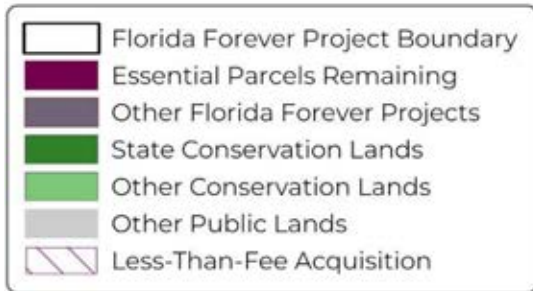 Florida Forever Project Boundary
Essential Parcels Remaining
Other Florida Forever Projects
State Conservation Lands
Other Conservation Lands
Other Public Lands
Less-Than-Fee Acquisition